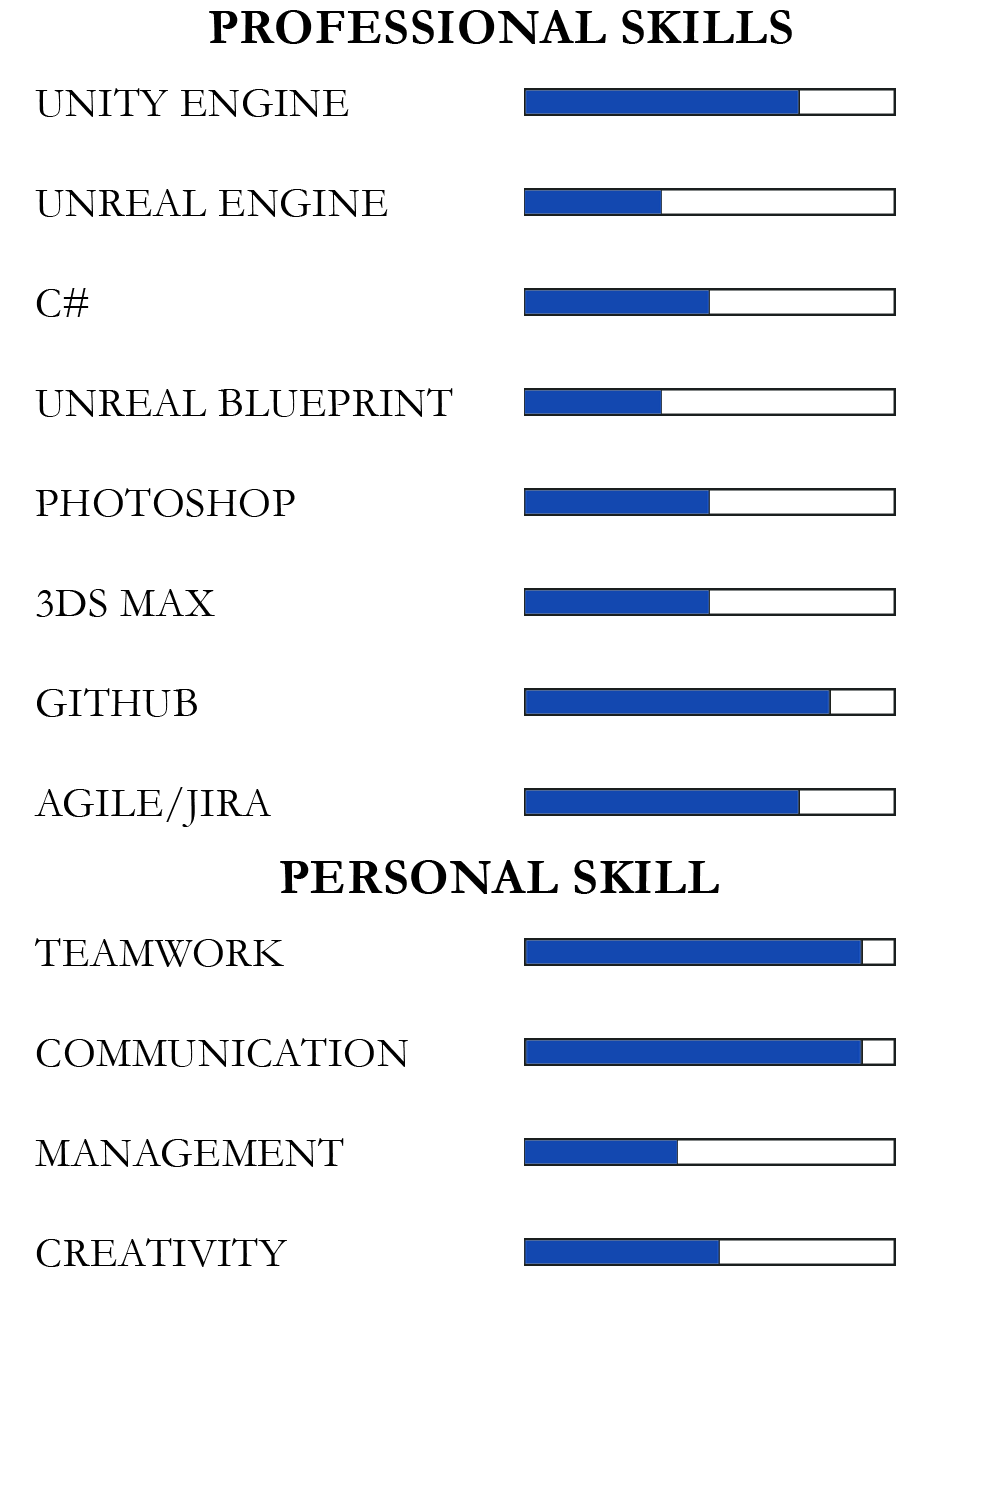 PROFESSIONAL SKILLS
UNITY ENGINE
UNREAL ENGINE
C#
UNREAL BLUEPRINT
PHOTOSHOP
3DS MAX
GITHUB
AGILE/JIRA
PERSONAL SKILL
TEAMWORK
COMMUNICATION
MANAGEMENT
CREATIVITY